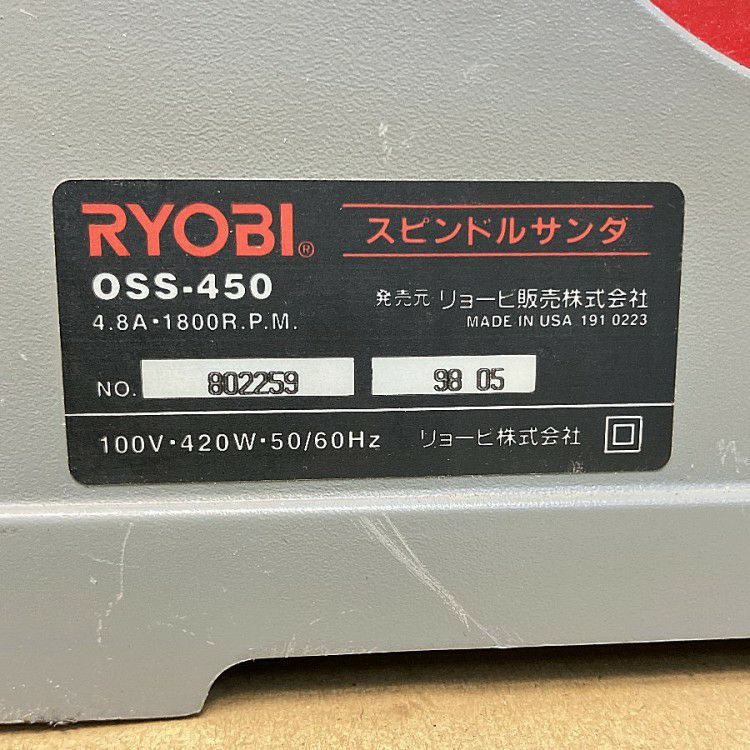 RYOBI®
スピンドルサンダ
OSS-450
4.8A・1800R.P.M.
発売元 リョービ販売株式会社
MADE IN USA 191 0223
NO. 802259 98 05
100V・420W・50/60Hz リョービ株式会社